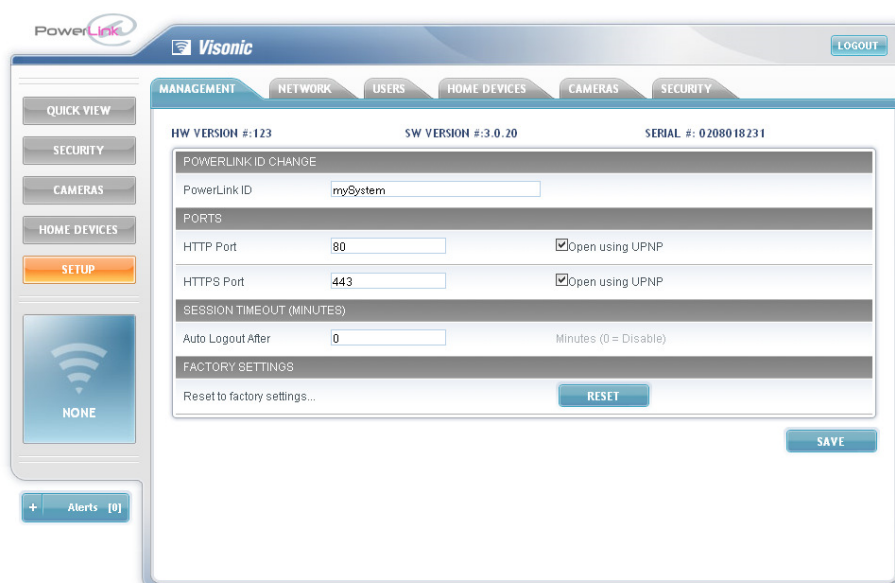 PowerLink
Visonic
LOGOUT
MANAGEMENT NETWORK USERS HOME DEVICES CAMERAS SECURITY
QUICK VIEW
SECURITY
CAMERAS
HOME DEVICES
SETUP
NONE
+ Alerts [0]
HW VERSION #:123 SW VERSION #:3.0.20 SERIAL #: 0208018231
POWERLINK ID CHANGE
PowerLink ID mySystem
PORTS
HTTP Port 80 Open using UPNP
HTTPS Port 443 Open using UPNP
SESSION TIMEOUT (MINUTES)
Auto Logout After 0 Minutes (0 = Disable)
FACTORY SETTINGS
Reset to factory settings... RESET
SAVE